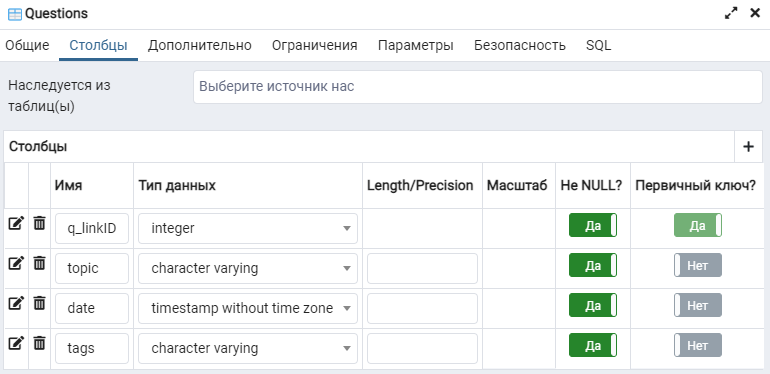 Questions
Общие Столбцы Дополнительно Ограничения Параметры Безопасность SQL
Наследуется из
таблиц(ы)
Выберите источник нас
Столбцы
Имя Тип данных Length/Precision Масштаб Не NULL? Первичный ключ?
q_linkID integer Да Да
topic character varying Да Нет
date timestamp without time zone Да Нет
tags character varying Да Нет